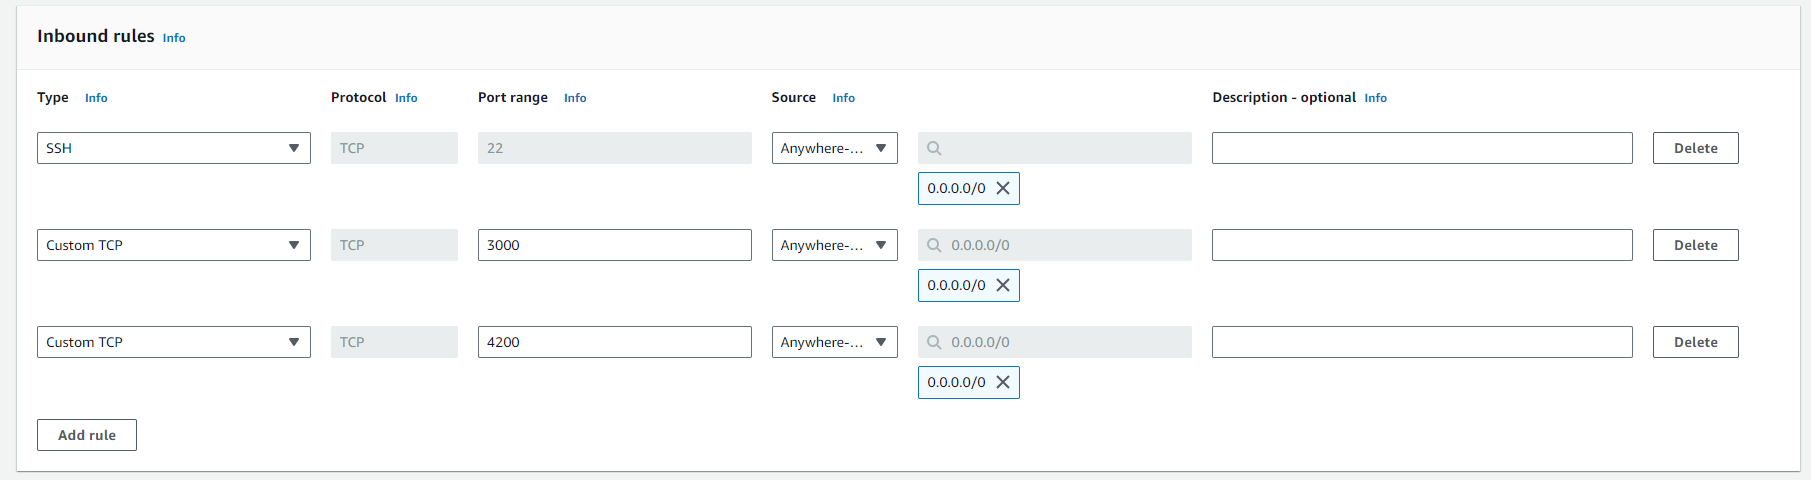 Inbound rules Info
Type Info Protocol Info Port range Info Source Info Description - optional Info
SSH TCP 22 Anywhere-... Delete
0.0.0.0/0
Custom TCP TCP 3000 Anywhere-... 0.0.0.0/0 Delete
0.0.0.0/0
Custom TCP TCP 4200 Anywhere-... 0.0.0.0/0 Delete
0.0.0.0/0
Add rule